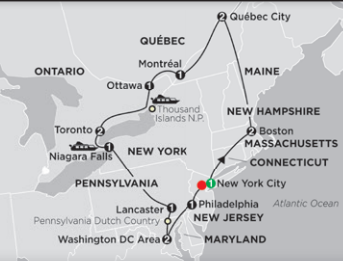 2 Québec City
QUÉBEC
Montréal
1
ONTARIO
MAINE
Ottawa 1
Thousand
Islands N.P.
NEW HAMPSHIRE
Toronto 2
2 Boston
MASSACHUSETTS
Niagara Falls 1
NEW YORK
CONNECTICUT
PENNSYLVANIA
1 New York City
Lancaster 1
1 Philadelphia
Atlantic Ocean
Pennsylvania Dutch Country
NEW JERSEY
Washington DC Area 2
MARYLAND